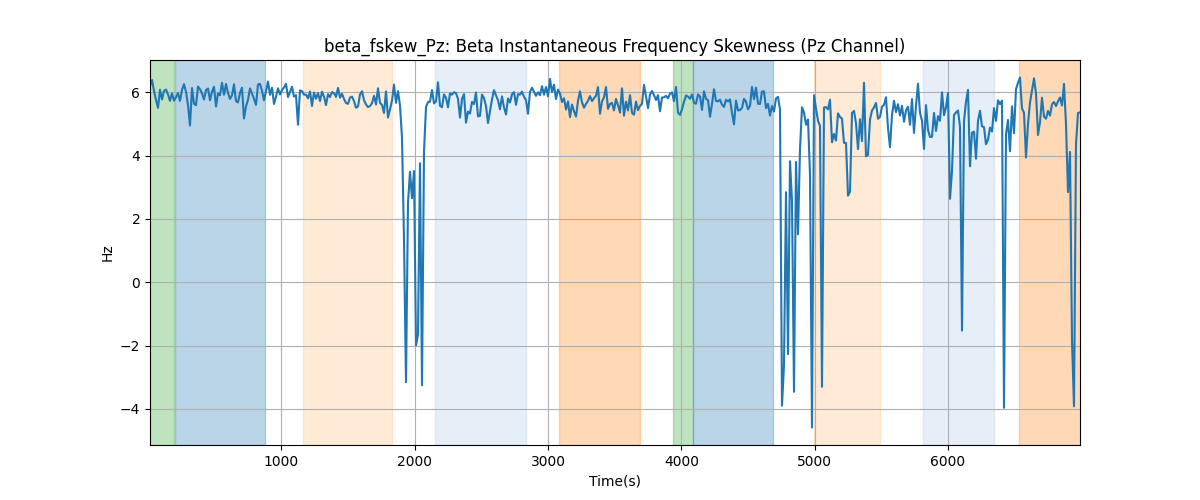 beta_fskew_Pz: Beta Instantaneous Frequency Skewness (Pz Channel)
6
4
2
0
−2
−4
Hz
1000 2000 3000 4000 5000 6000
Time(s)